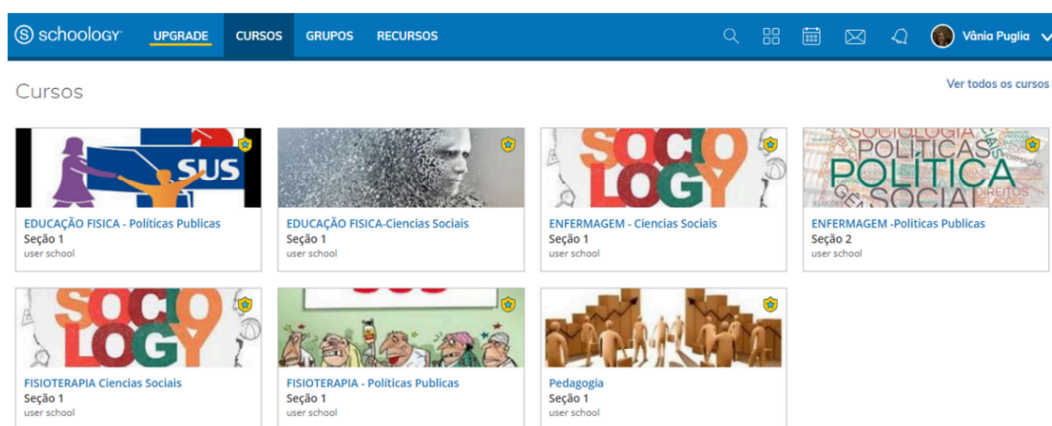 schoology
UPGRADE
CURSOS
GRUPOS
RECURSOS
Vânia Puglia
Cursos
Ver todos os cursos
SUS
EDUCAÇÃO FISICA - Políticas Publicas
Seção 1
user school
EDUCAÇÃO FISICA-Ciencias Sociais
Seção 1
user school
SOCIO
LOGY
ENFERMAGEM - Ciencias Sociais
Seção 1
user school
SOCIOLOGIA
POLÍTICAS
POLÍTICA
SOCIAL
DIREITOS
ENFERMAGEM -Politicas Publicas
Seção 2
user school
SOCIO
LOGY
FISIOTERAPIA Ciencias Sociais
Seção 1
user school
FISIOTERAPIA - Políticas Publicas
Seção 1
user school
Pedagogia
Seção 1
user school